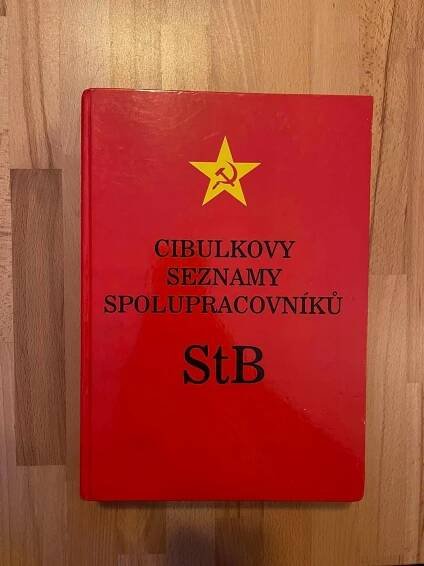 CIBULKOVY
SEZNAMY
SPOLUPRACOVNÍKŮ
StB